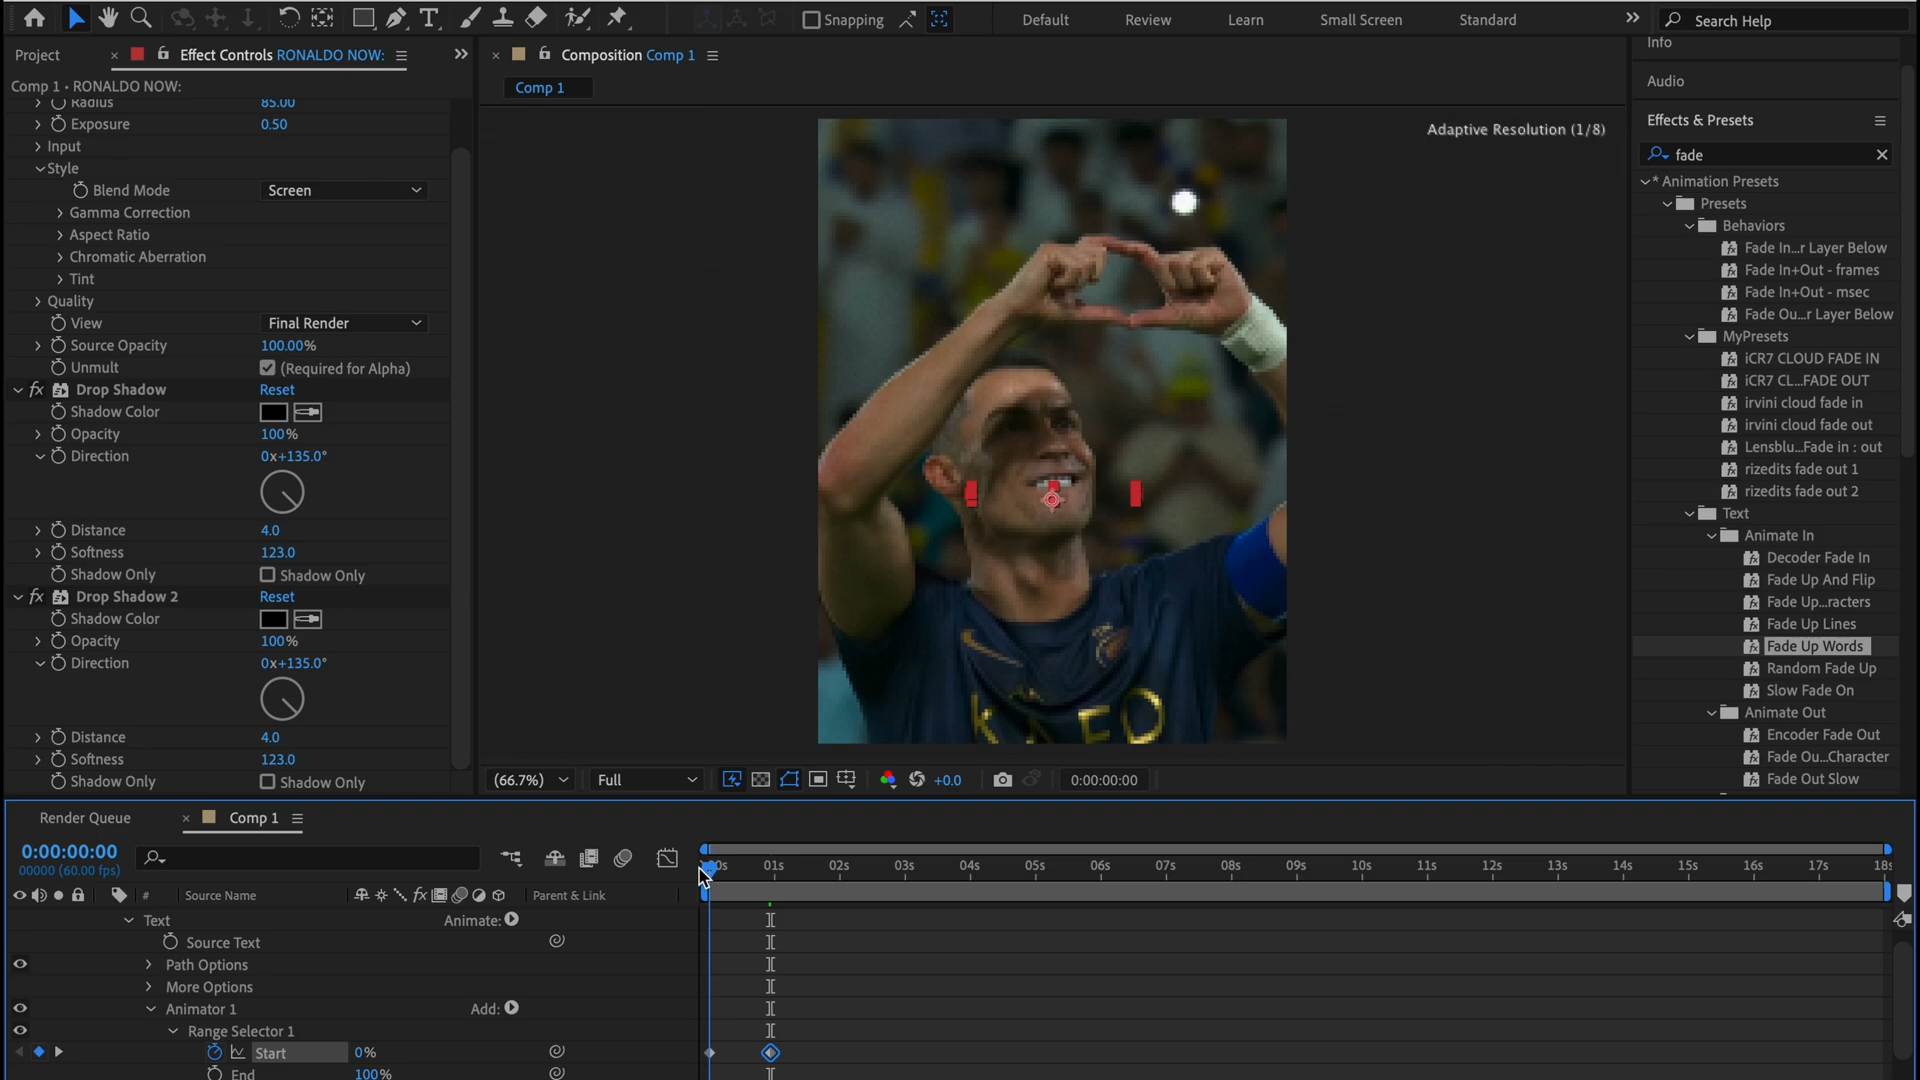 Snapping
Default
Review
Learn
Small Screen
Standard
Search Help
Project
Effect Controls RONALDO NOW:
Composition Comp 1
Info
Comp 1 • RONALDO NOW:
Comp 1
Audio
Radius 85.00
Exposure 0.50
Input
Style
Blend Mode Screen
Gamma Correction
Aspect Ratio
Chromatic Aberration
Tint
Quality
View Final Render
Source Opacity 100.00%
Unmult (Required for Alpha)
fx Drop Shadow Reset
Shadow Color
Opacity 100%
Direction 0x+135.0°
Distance 4.0
Softness 123.0
Shadow Only Shadow Only
fx Drop Shadow 2 Reset
Shadow Color
Opacity 100%
Direction 0x+135.0°
Distance 4.0
Softness 123.0
Shadow Only Shadow Only
Adaptive Resolution (1/8)
(66.7%) Full +0.0 0:00:00:00
Effects & Presets
fade
* Animation Presets
Presets
Behaviors
Fade In...r Layer Below
Fade In+Out - frames
Fade In+Out - msec
Fade Ou...r Layer Below
MyPresets
iCR7 CLOUD FADE IN
iCR7 CL...FADE OUT
irvini cloud fade in
irvini cloud fade out
Lensblu...Fade in : out
rizedits fade out 1
rizedits fade out 2
Text
Animate In
Decoder Fade In
Fade Up And Flip
Fade Up...racters
Fade Up Lines
Fade Up Words
Random Fade Up
Slow Fade On
Animate Out
Encoder Fade Out
Fade Ou...Character
Fade Out Slow
Render Queue
Comp 1
0:00:00:00
00000 (60.00 fps)
01s 02s 03s 04s 05s 06s 07s 08s 09s 10s 11s 12s 13s 14s 15s 16s 17s 18s
# Source Name fx Parent & Link
Text Animate:
Source Text
Path Options
More Options
Animator 1 Add:
Range Selector 1
Start 0%
End 100%